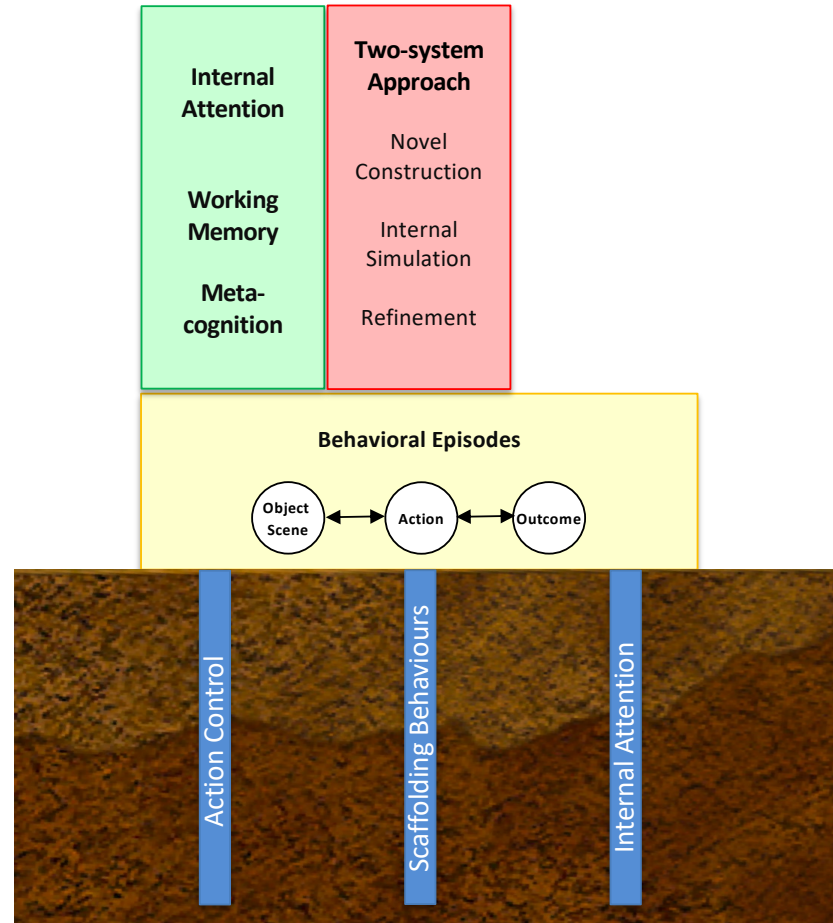 Internal
Attention
Working
Memory
Meta-
cognition
Two-system
Approach
Novel
Construction
Internal
Simulation
Refinement
Behavioral Episodes
Object
Scene
Action
Outcome
Action Control
Scaffolding Behaviours
Internal Attention